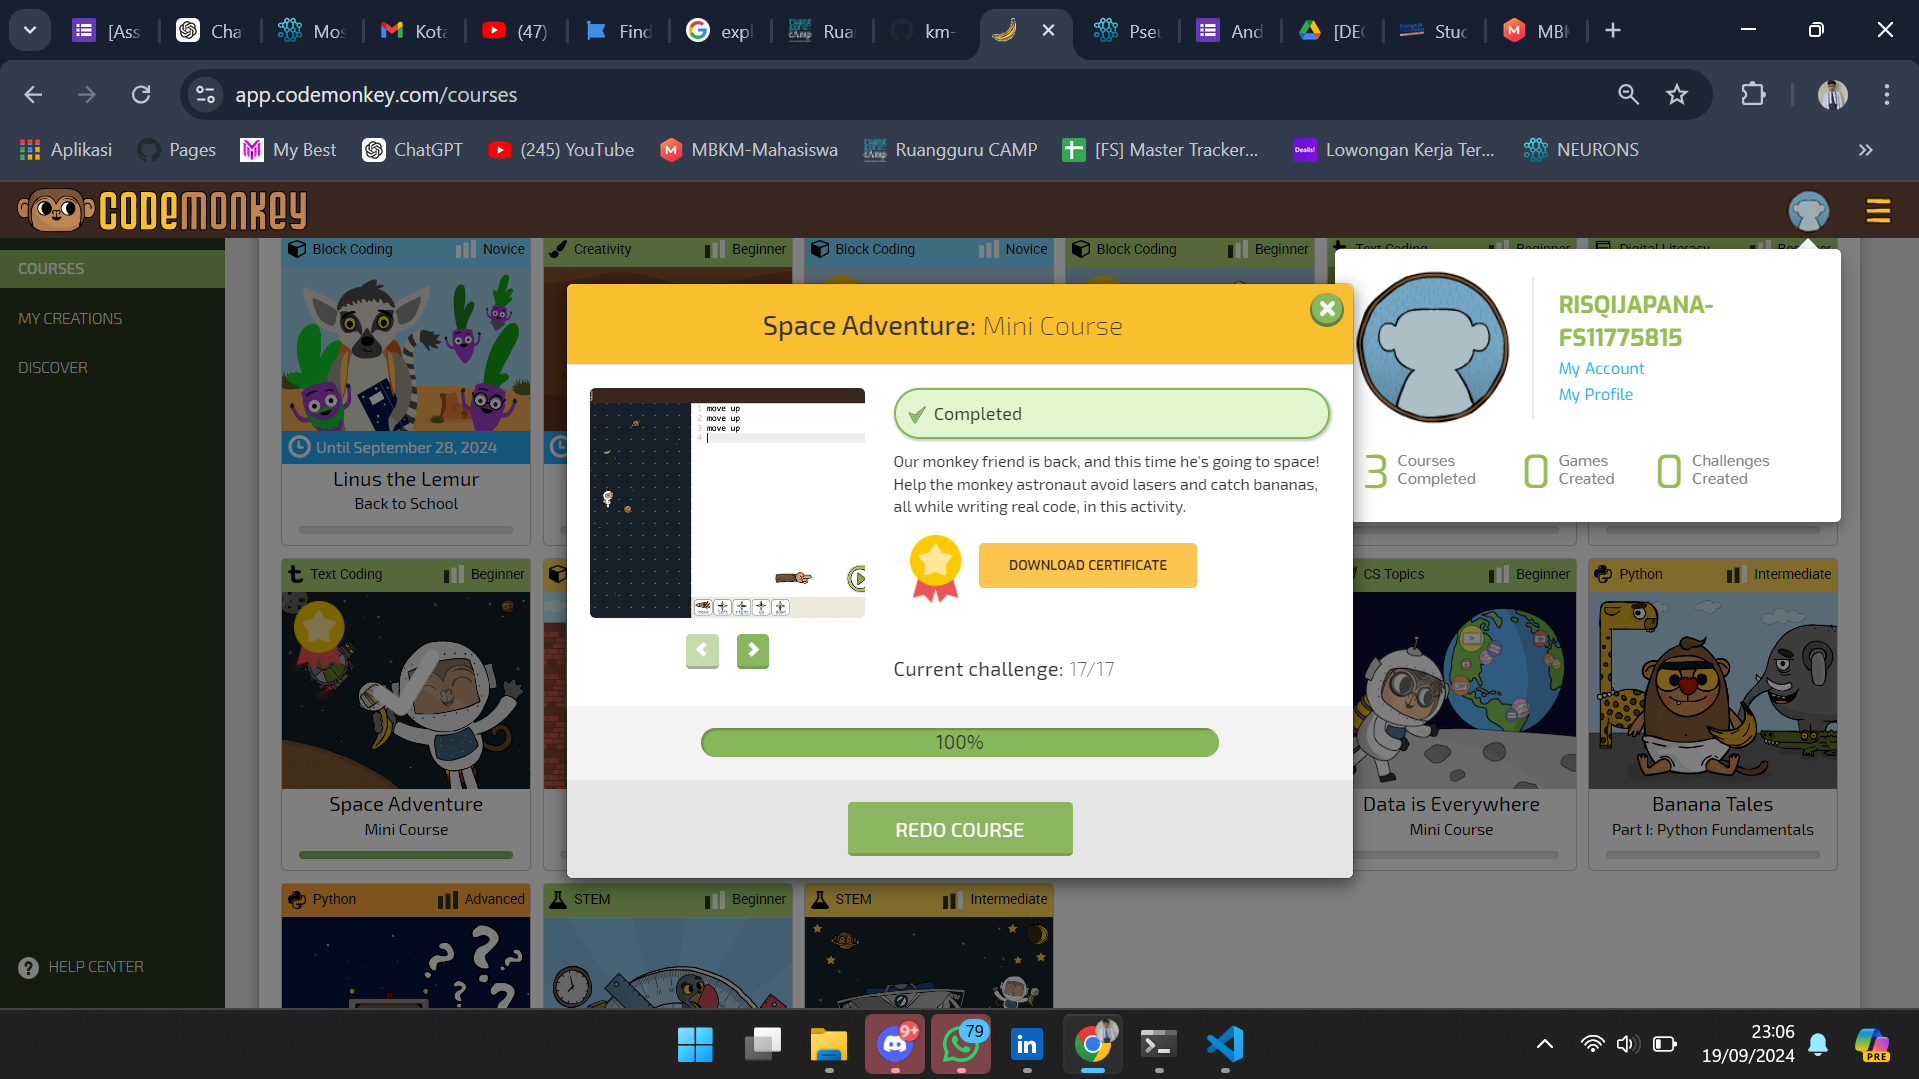 [Ass
Cha
Mos
Kota
(47)
Find
expl
Rua
km-
Pseu
And
[DEC
Stud
MBK
app.codemonkey.com/courses
Aplikasi
Pages
My Best
ChatGPT
(245) YouTube
MBKM-Mahasiswa
Ruangguru CAMP
[FS] Master Tracker...
Lowongan Kerja Ter...
NEURONS
CODEMONKEY
COURSES
MY CREATIONS
DISCOVER
HELP CENTER
Block Coding Novice
Creativity Beginner
Block Coding Novice
Block Coding Beginner
Text Coding Beginner
Until September 28, 2024
Linus the Lemur
Back to School
Space Adventure: Mini Course
move up
move up
move up
Completed
Our monkey friend is back, and this time he's going to space!
Help the monkey astronaut avoid lasers and catch bananas,
all while writing real code, in this activity.
DOWNLOAD CERTIFICATE
Current challenge: 17/17
100%
REDO COURSE
RISQIJAPANA-
FS11775815
My Account
My Profile
3 Courses
Completed
0 Games
Created
0 Challenges
Created
Text Coding Beginner
Space Adventure
Mini Course
CS Topics Beginner
Data is Everywhere
Mini Course
Python Intermediate
Banana Tales
Part I: Python Fundamentals
Python Advanced
STEM Beginner
STEM Intermediate
9+
79
23:06
19/09/2024
PRE